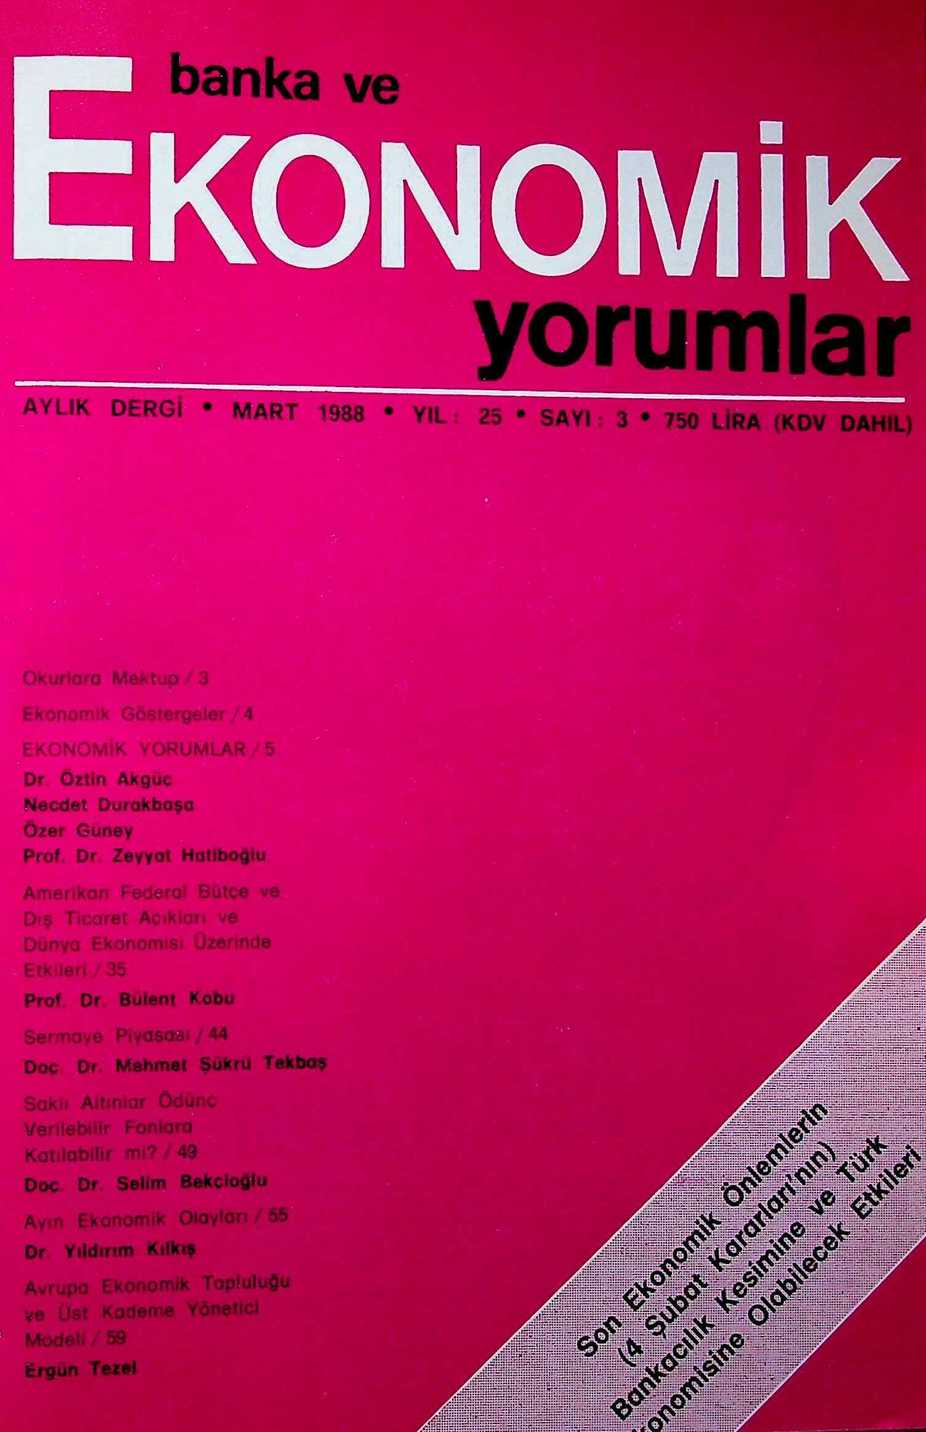 banka ve
EKONOMİK
yorumlar
AYLIK DERGİ • MART 1988 • YIL: 25 • SAYI: 3 • 750 LİRA (KDV DAHİL)
Okurlara Mektup / 3
Ekonomik Göstergeler / 4
EKONOMİK YORUMLAR / 5
Dr. Öztin Akgüç
Necdet Durakbaşa
Özer Güney
Prof. Dr. Zeyyat Hatiboğlu
Amerikan Federal Bütçe ve
Dış Ticaret Açıkları ve
Dünya Ekonomisi Üzerinde
Etkileri / 35
Prof. Dr. Bülent Kobu
Sermaye Piyasası / 44
Doç. Dr. Mehmet Şükrü Tekbaş
Saklı Altınlar Ödünç
Verilebilir Fonlara
Katılabilir mi? / 49
Doç. Dr. Selim Bekçioğlu
Ayın Ekonomik Olayları / 55
Dr. Yıldırım Kılkış
Avrupa Ekonomik Topluluğu
ve Üst Kademe Yönetici
Modeli / 59
Ergün Tezel
Son Ekonomik Önlemlerin
(4 Şubat Kararları'nın)
Bankacılık Kesimine ve Türk
konomisine Olabilecek Etkileri